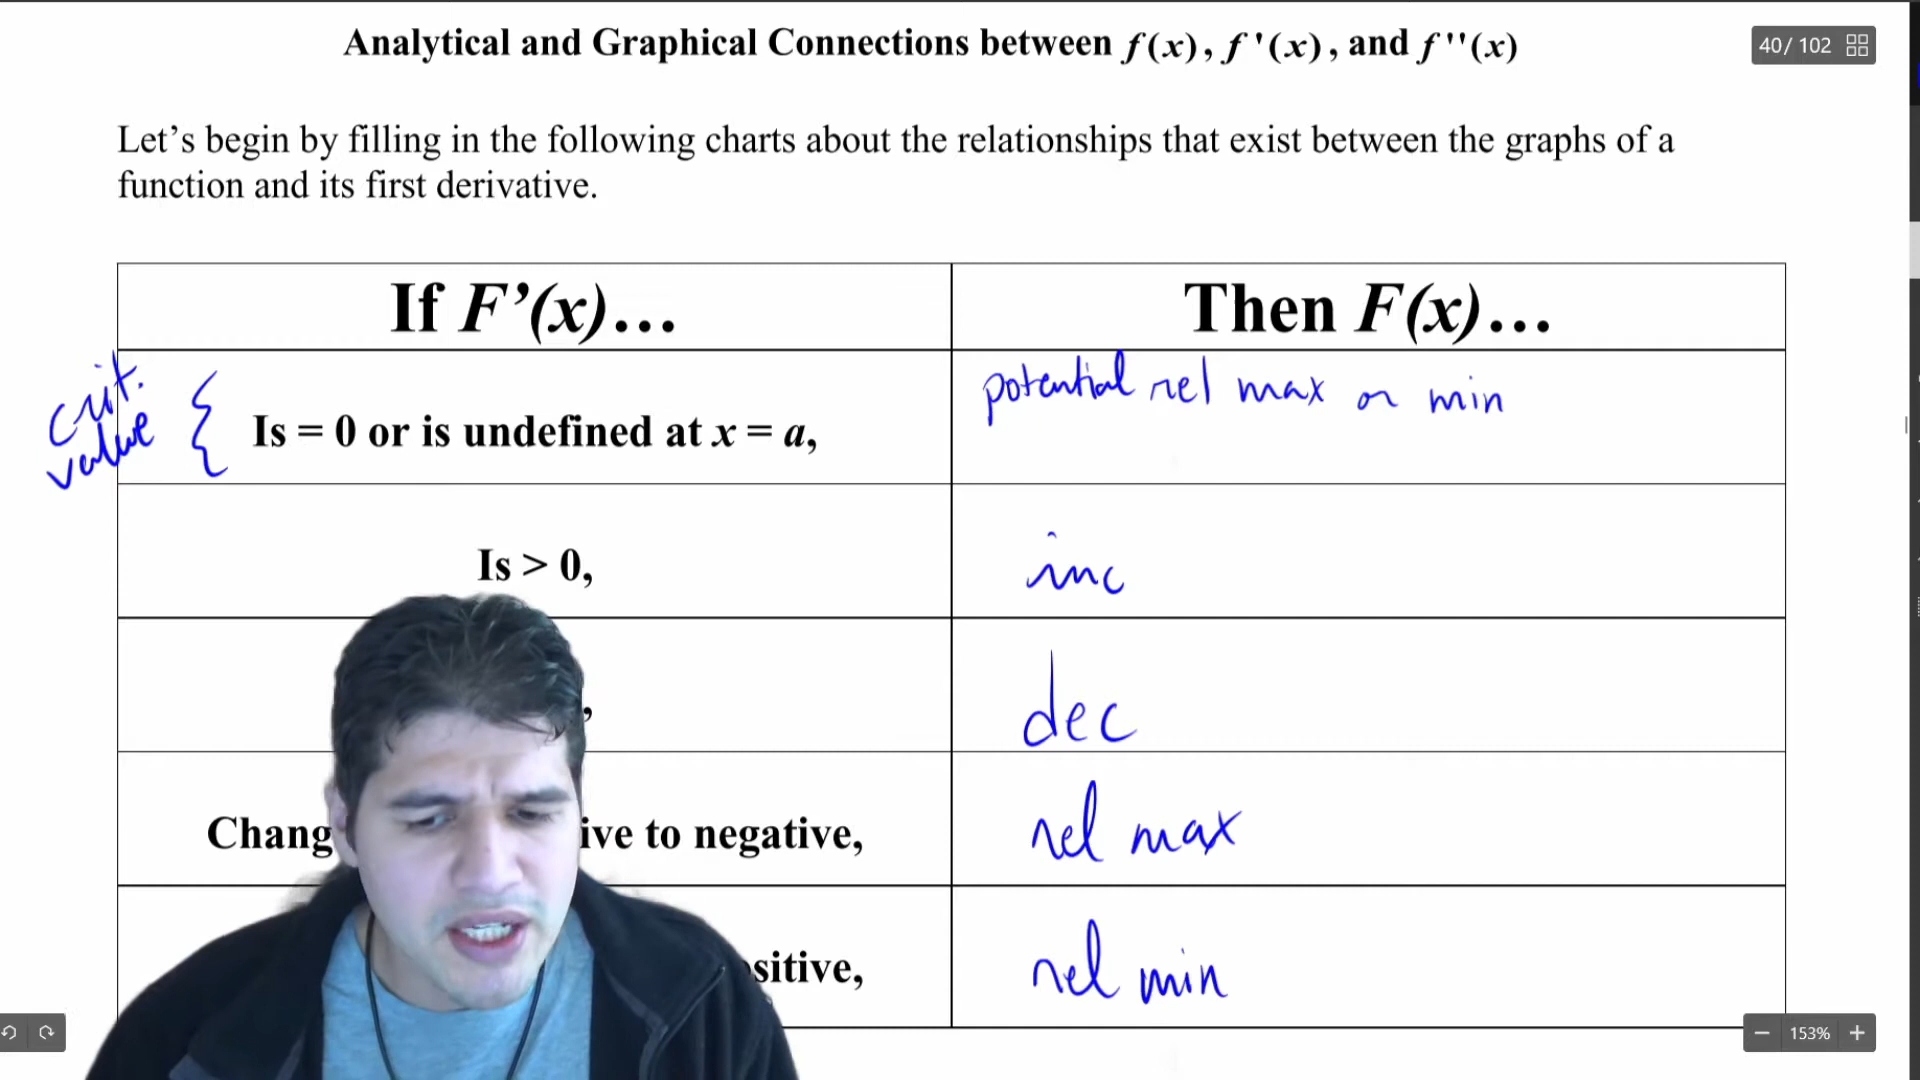 Analytical and Graphical Connections between f(x), f'(x), and f''(x)
40/ 102
Let’s begin by filling in the following charts about the relationships that exist between the graphs of a
function and its first derivative.
If F’(x)…
Then F(x)…
crit.
value
Is = 0 or is undefined at x = a,
potential rel max or min
Is > 0,
inc
,
dec
Chang ive to negative,
rel max
sitive,
rel min
153%